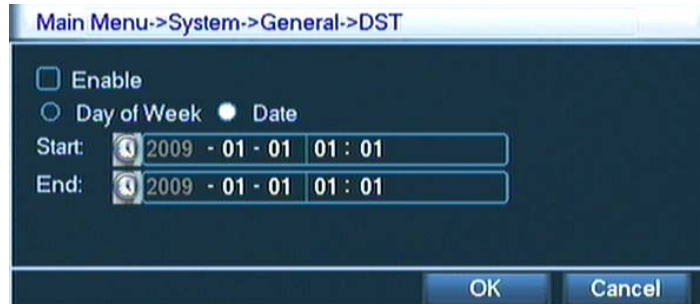 Main Menu->System->General->DST
Enable
Day of Week Date
Start: 2009 - 01 - 01 01 : 01
End: 2009 - 01 - 01 01 : 01
OK Cancel